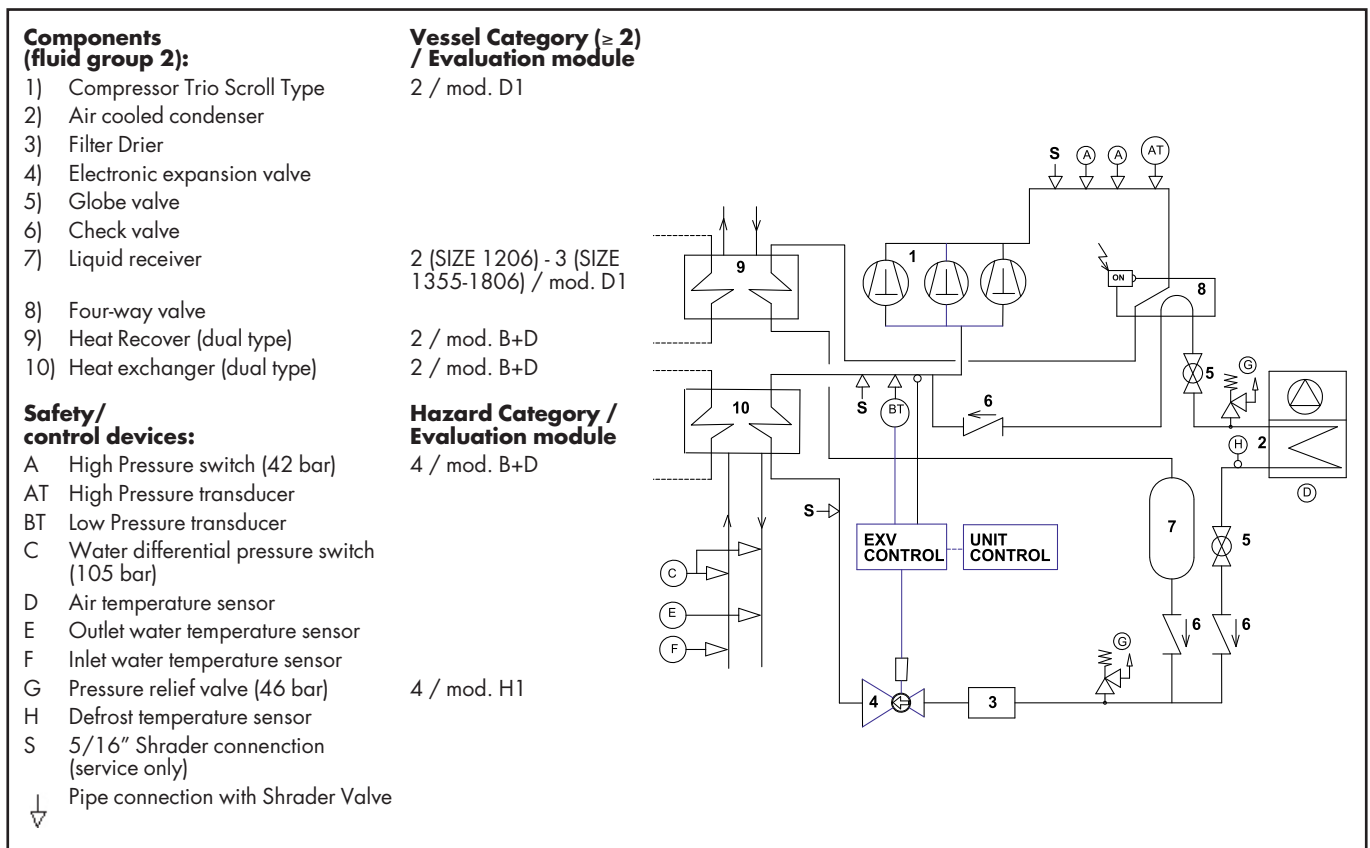 Components
(fluid group 2):
Vessel Category (≥ 2)
/ Evaluation module
1) Compressor Trio Scroll Type 2 / mod. D1
2) Air cooled condenser
3) Filter Drier
4) Electronic expansion valve
5) Globe valve
6) Check valve
7) Liquid receiver 2 (SIZE 1206) - 3 (SIZE
1355-1806) / mod. D1
8) Four-way valve
9) Heat Recover (dual type) 2 / mod. B+D
10) Heat exchanger (dual type) 2 / mod. B+D
Safety/
control devices:
Hazard Category /
Evaluation module
A High Pressure switch (42 bar) 4 / mod. B+D
AT High Pressure transducer
BT Low Pressure transducer
C Water differential pressure switch
(105 bar)
D Air temperature sensor
E Outlet water temperature sensor
F Inlet water temperature sensor
G Pressure relief valve (46 bar) 4 / mod. H1
H Defrost temperature sensor
S 5/16” Shrader connenction
(service only)
Pipe connection with Shrader Valve
S A A AT
9
1
ON
8
5
G
10
S
BT
6
H
2
D
S
EXV
CONTROL
UNIT
CONTROL
7
5
C
E
F
6
6
G
4
3